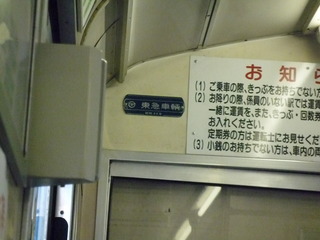 東急車輌
お知ら
(1) ご乗車の際、きっぷをお持ちでない方
(2) お降りの際、係員のいない駅では運賃
一緒に運賃を、また、きっぷ・回数券
お入れください。
定期券の方は運転士にお見せくだ
(3) 小銭のお持ちでない方は、車内の両